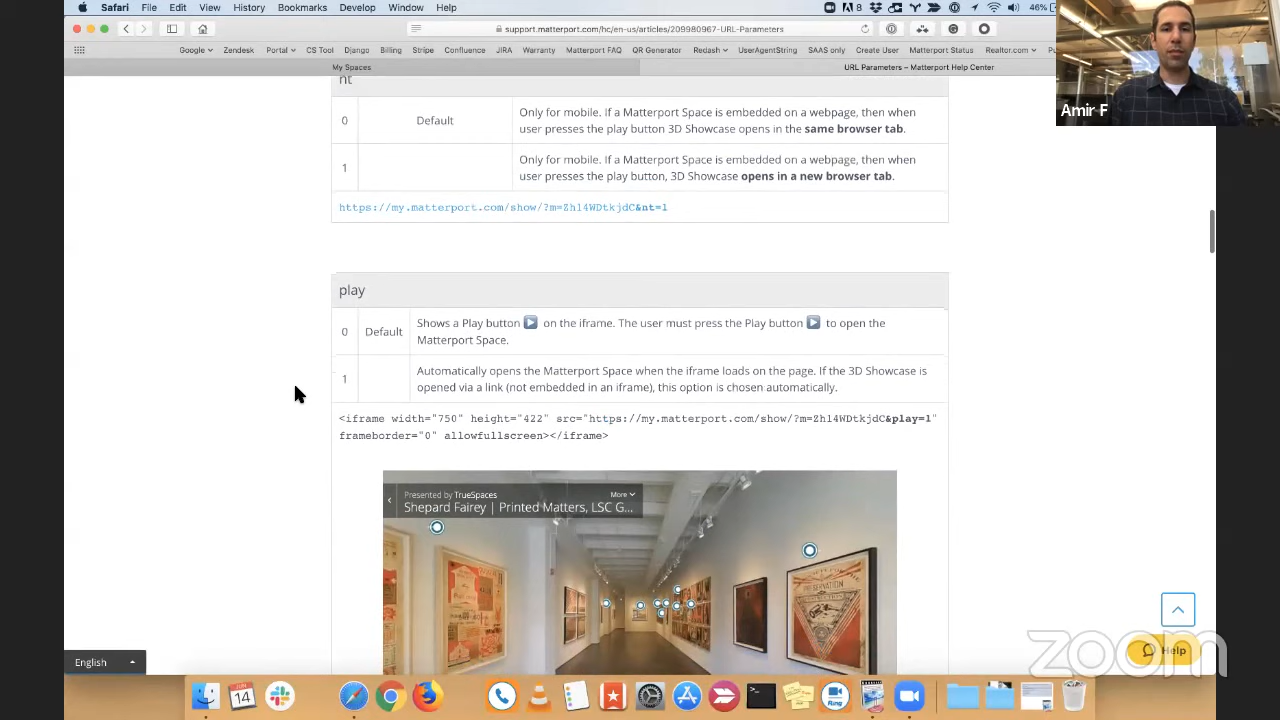 Safari File Edit View History Bookmarks Develop Window Help
8 46%
support.matterport.com/hc/en-us/articles/209980967-URL-Parameters
Google Zendesk Portal CS Tool Django Billing Stripe Confluence JIRA Warranty Matterport FAQ QR Generator Redash UserAgentString SAAS only Create User Matterport Status Realtor.com
My Spaces URL Parameters – Matterport Help Center
Amir F
nt
0 Default Only for mobile. If a Matterport Space is embedded on a webpage, then when
user presses the play button 3D Showcase opens in the same browser tab.
1 Only for mobile. If a Matterport Space is embedded on a webpage, then when
user presses the play button, 3D Showcase opens in a new browser tab.
https://my.matterport.com/show/?m=Zh14WDtkjdC&nt=1
play
0 Default Shows a Play button on the iframe. The user must press the Play button to open the
Matterport Space.
1 Automatically opens the Matterport Space when the iframe loads on the page. If the 3D Showcase is
opened via a link (not embedded in an iframe), this option is chosen automatically.
<iframe width="750" height="422" src="https://my.matterport.com/show/?m=Zh14WDtkjdC&play=1"
frameborder="0" allowfullscreen></iframe>
Presented by TrueSpaces More
Shepard Fairey | Printed Matters, LSC G...
English
zoom
Help
14
Ring